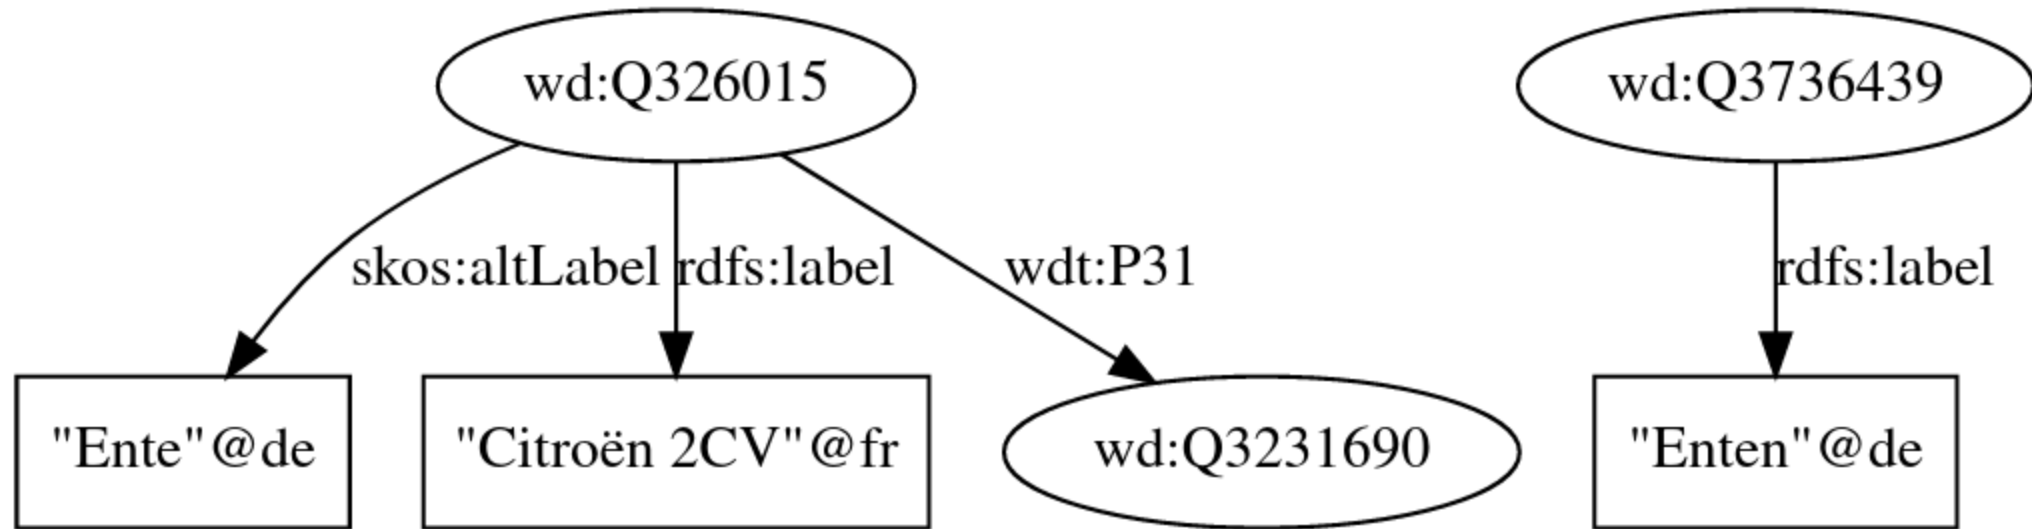 wd:Q326015
wd:Q3736439
skos:altLabel
rdfs:label
wdt:P31
rdfs:label
"Ente"@de
"Citroën 2CV"@fr
wd:Q3231690
"Enten"@de